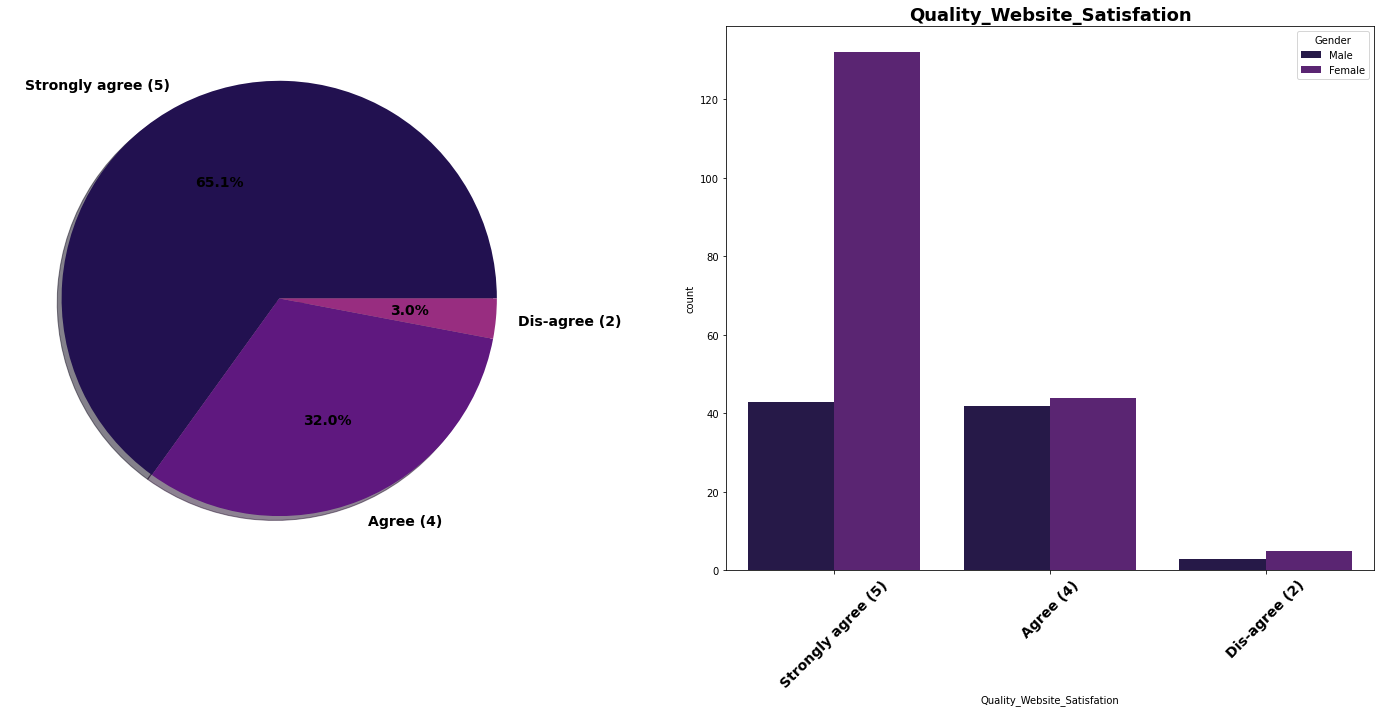 Strongly agree (5)
65.1%
3.0%
Dis-agree (2)
32.0%
Agree (4)
Quality_Website_Satisfation
Gender
Male
Female
120
100
80
60
40
20
0
count
Strongly agree (5)
Agree (4)
Dis-agree (2)
Quality_Website_Satisfation